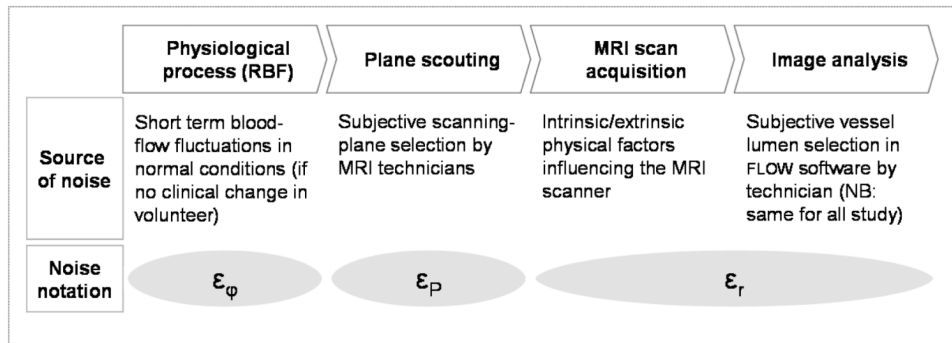 Physiological
process (RBF)
Plane scouting
MRI scan
acquisition
Image analysis
Source
of noise
Short term blood-
flow fluctuations in
normal conditions (if
no clinical change in
volunteer)
Subjective scanning-
plane selection by
MRI technicians
Intrinsic/extrinsic
physical factors
influencing the MRI
scanner
Subjective vessel
lumen selection in
FLOW software by
technician (NB:
same for all study)
Noise
notation
εφ
εP
εr